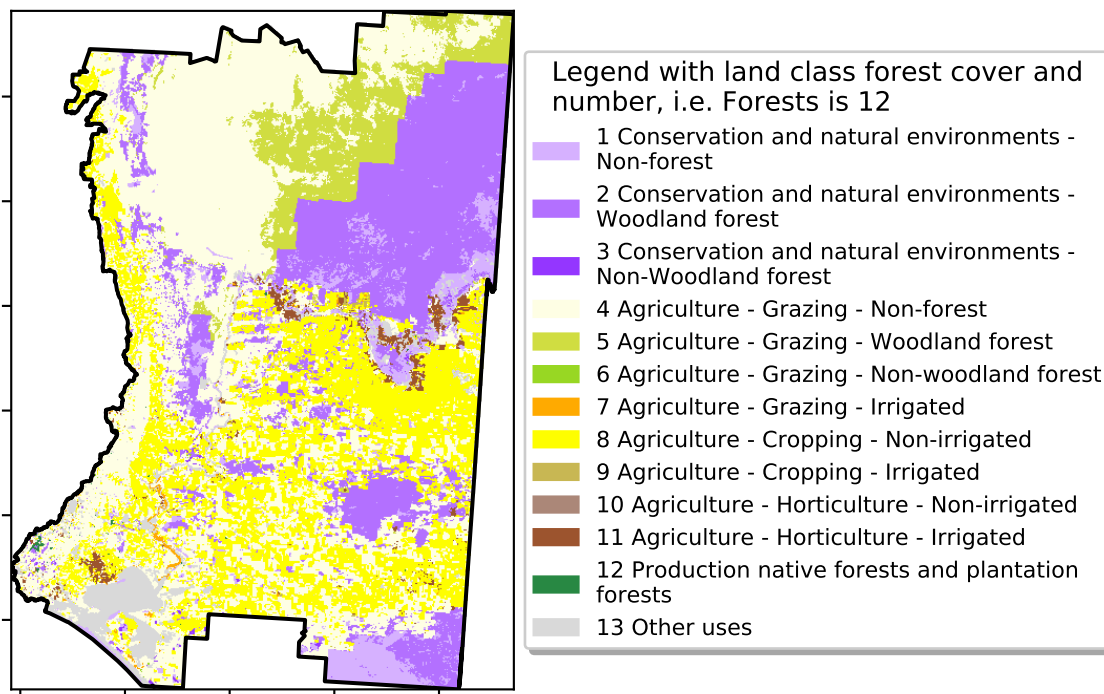 Legend with land class forest cover and
number, i.e. Forests is 12
1 Conservation and natural environments -
Non-forest
2 Conservation and natural environments -
Woodland forest
3 Conservation and natural environments -
Non-Woodland forest
4 Agriculture - Grazing - Non-forest
5 Agriculture - Grazing - Woodland forest
6 Agriculture - Grazing - Non-woodland forest
7 Agriculture - Grazing - Irrigated
8 Agriculture - Cropping - Non-irrigated
9 Agriculture - Cropping - Irrigated
10 Agriculture - Horticulture - Non-irrigated
11 Agriculture - Horticulture - Irrigated
12 Production native forests and plantation
forests
13 Other uses